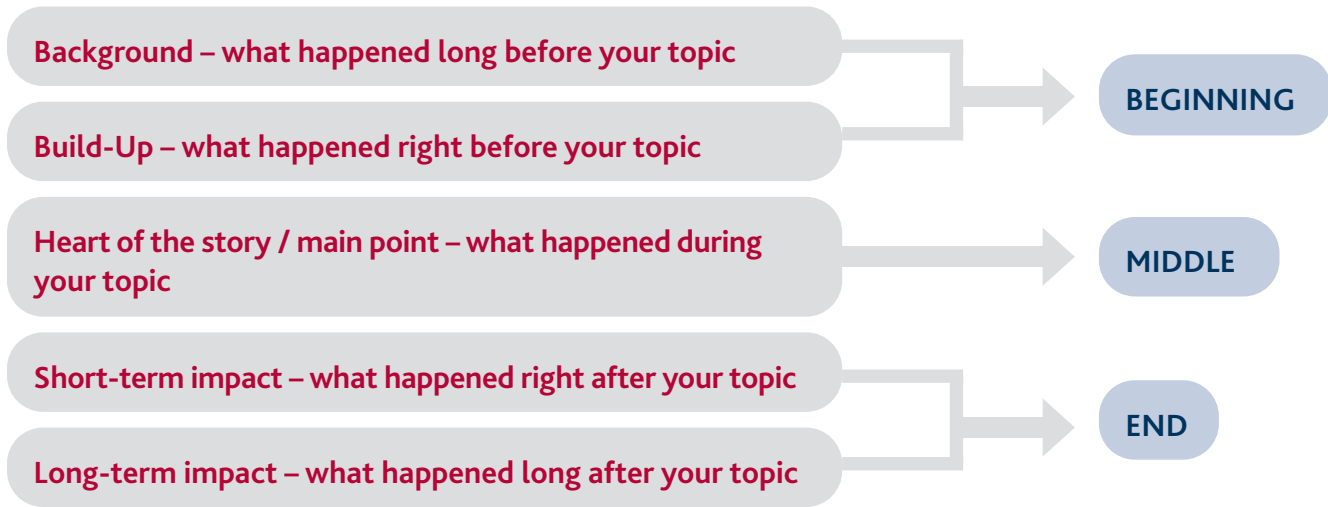 Background – what happened long before your topic
Build-Up – what happened right before your topic
BEGINNING
Heart of the story / main point – what happened during
your topic
MIDDLE
Short-term impact – what happened right after your topic
Long-term impact – what happened long after your topic
END